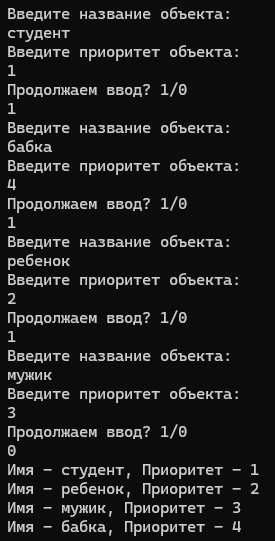 Введите название объекта:
студент
Введите приоритет объекта:
1
Продолжаем ввод? 1/0
1
Введите название объекта:
бабка
Введите приоритет объекта:
4
Продолжаем ввод? 1/0
1
Введите название объекта:
ребенок
Введите приоритет объекта:
2
Продолжаем ввод? 1/0
1
Введите название объекта:
мужик
Введите приоритет объекта:
3
Продолжаем ввод? 1/0
0
Имя – студент, Приоритет – 1
Имя – ребенок, Приоритет – 2
Имя – мужик, Приоритет – 3
Имя – бабка, Приоритет – 4